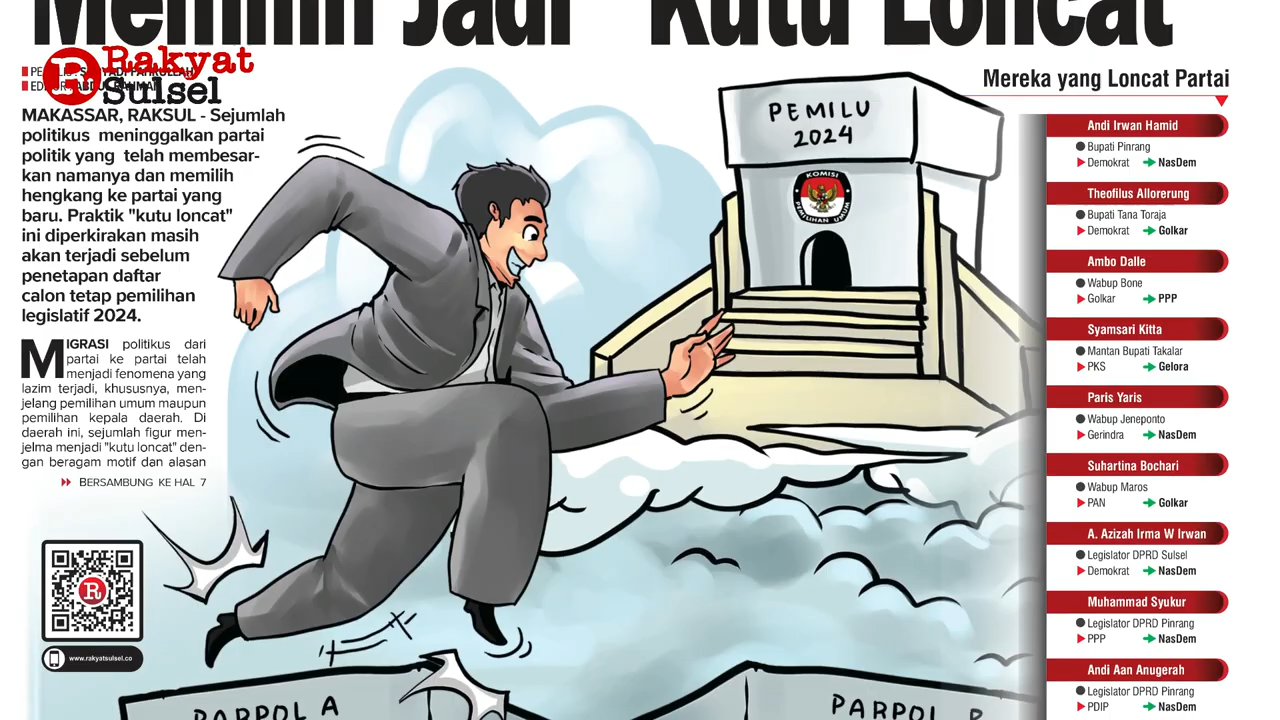 Memilih Jadi "Kutu Loncat"
Rakyat
Sulsel
MAKASSAR, RAKSUL - Sejumlah
politikus meninggalkan partai
politik yang telah membesar-
kan namanya dan memilih
hengkang ke partai yang
baru. Praktik "kutu loncat"
ini diperkirakan masih
akan terjadi sebelum
penetapan daftar
calon tetap pemilihan
legislatif 2024.
MIGRASI politikus dari
partai ke partai telah
menjadi fenomena yang
lazim terjadi, khususnya, men-
jelang pemilihan umum maupun
pemilihan kepala daerah. Di
daerah ini, sejumlah figur men-
jelma menjadi "kutu loncat" den-
gan beragam motif dan alasan
BERSAMBUNG KE HAL 7
R
www.rakyatsulsel.co
PEMILU
2024
KOMISI
PEMILIHAN UMUM
PARPOL A
PARPOL B
Mereka yang Loncat Partai
Andi Irwan Hamid
Bupati Pinrang
Demokrat NasDem
Theofilus Allorerung
Bupati Tana Toraja
Demokrat Golkar
Ambo Dalle
Wabup Bone
Golkar PPP
Syamsari Kitta
Mantan Bupati Takalar
PKS Gelora
Paris Yaris
Wabup Jeneponto
Gerindra NasDem
Suhartina Bochari
Wabup Maros
PAN Golkar
A. Azizah Irma W Irwan
Legislator DPRD Sulsel
Demokrat NasDem
Muhammad Syukur
Legislator DPRD Pinrang
PPP NasDem
Andi Aan Anugerah
Legislator DPRD Pinrang
PDIP NasDem